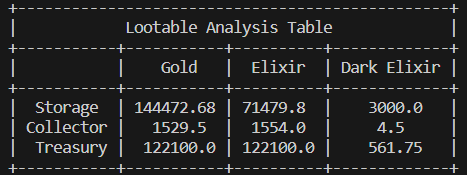 +-----------------------------------------------+
|            Lootable Analysis Table            |
+-----------+-----------+----------+-------------+
|           |    Gold   |  Elixir  | Dark Elixir |
+-----------+-----------+----------+-------------+
|  Storage  | 144472.68 | 71479.8  |    3000.0   |
| Collector |   1529.5  |  1554.0  |     4.5     |
|  Treasury |  122100.0 | 122100.0 |    561.75   |
+-----------+-----------+----------+-------------+